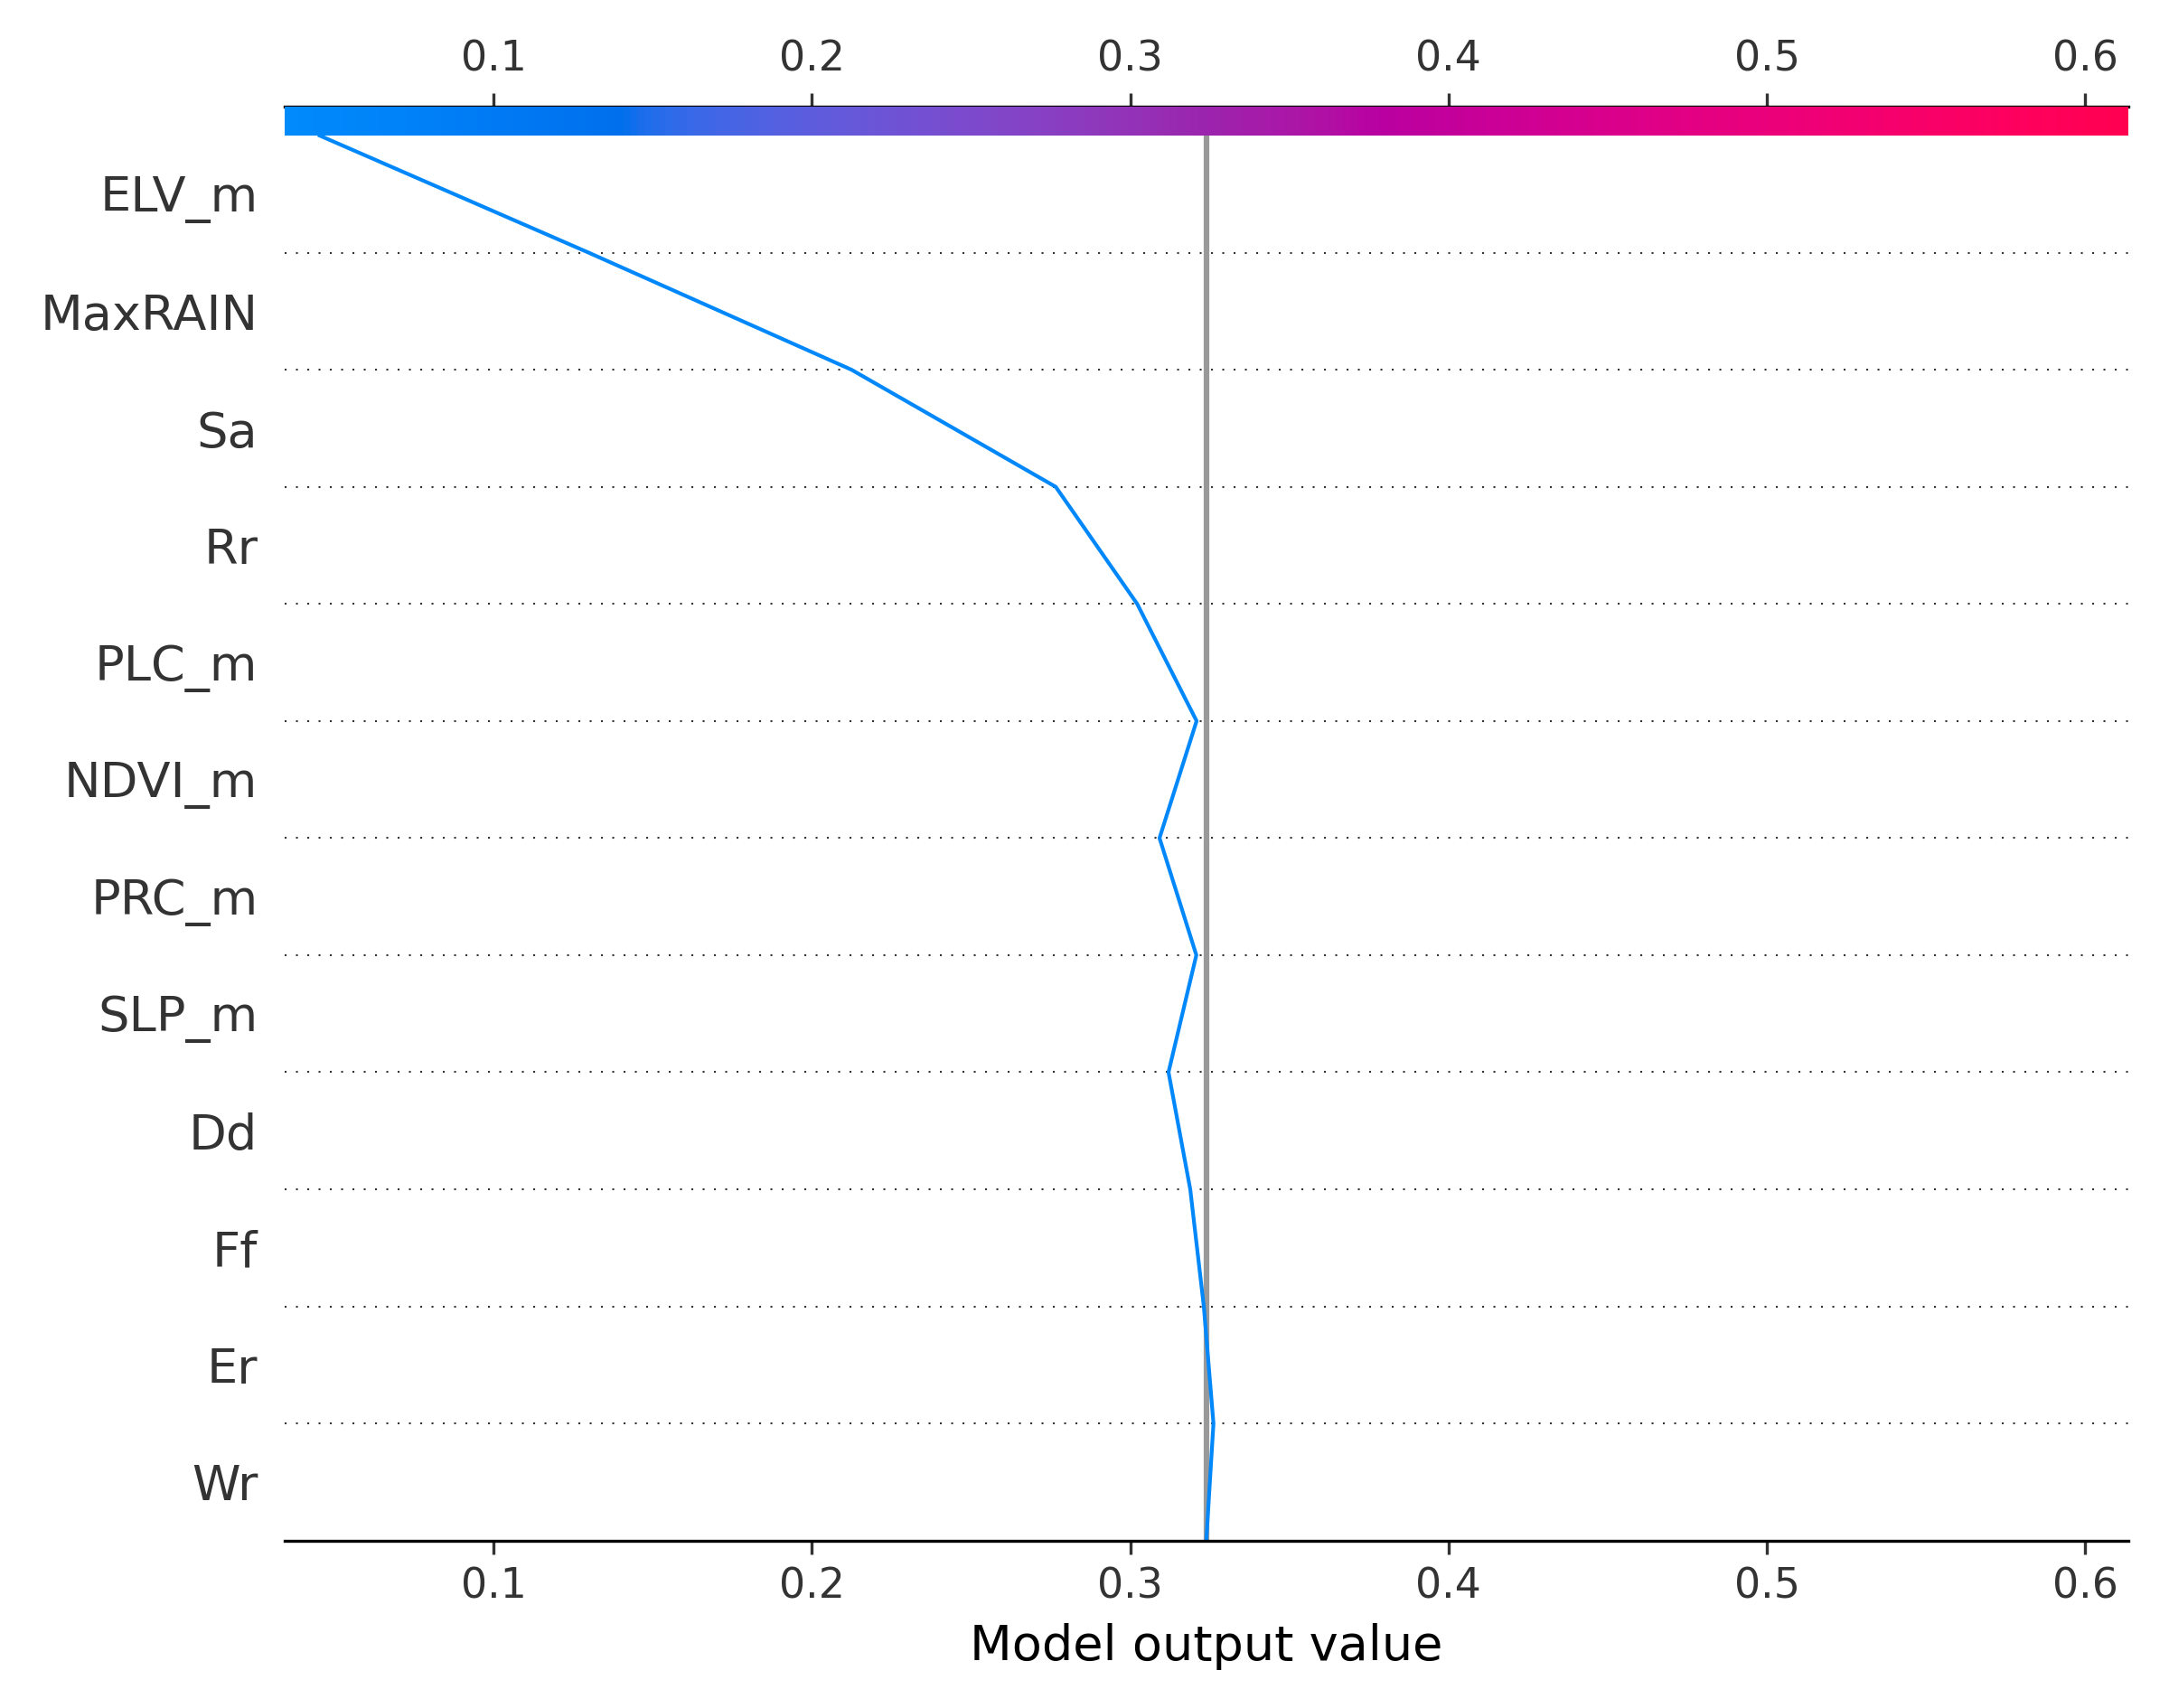 0.1 0.2 0.3 0.4 0.5 0.6
ELV_m
MaxRAIN
Sa
Rr
PLC_m
NDVI_m
PRC_m
SLP_m
Dd
Ff
Er
Wr
0.1 0.2 0.3 0.4 0.5 0.6
Model output value